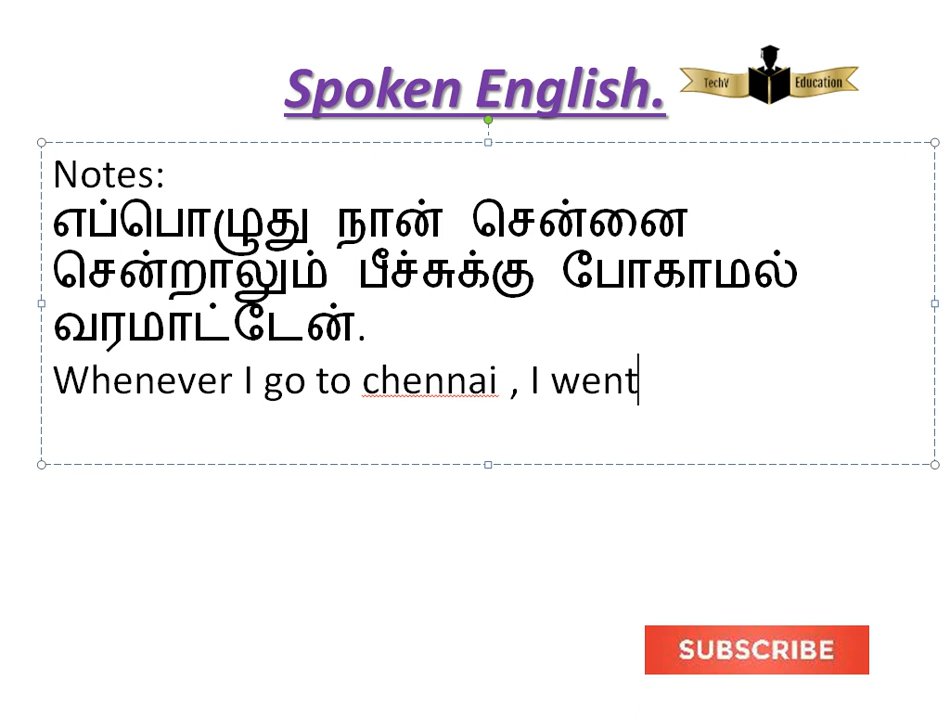 Spoken English.
TechV Education
Notes:
எப்பொழுது நான் சென்னை
சென்றாலும் பீச்சுக்கு போகாமல்
வரமாட்டேன்.
Whenever I go to chennai , I went
SUBSCRIBE